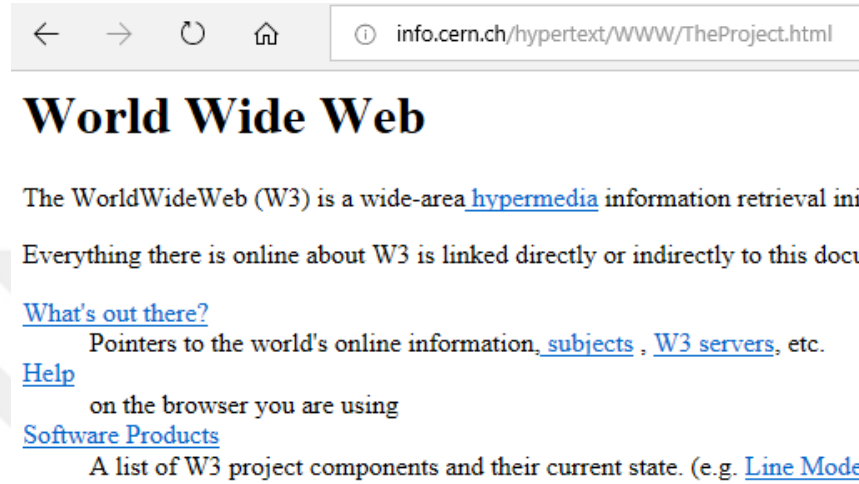 info.cern.ch/hypertext/WWW/TheProject.html
World Wide Web
The WorldWideWeb (W3) is a wide-area hypermedia information retrieval
Everything there is online about W3 is linked directly or indirectly to this
What's out there?
Pointers to the world's online information, subjects , W3 servers, etc.
Help
on the browser you are using
Software Products
A list of W3 project components and their current state. (e.g. Line Mode